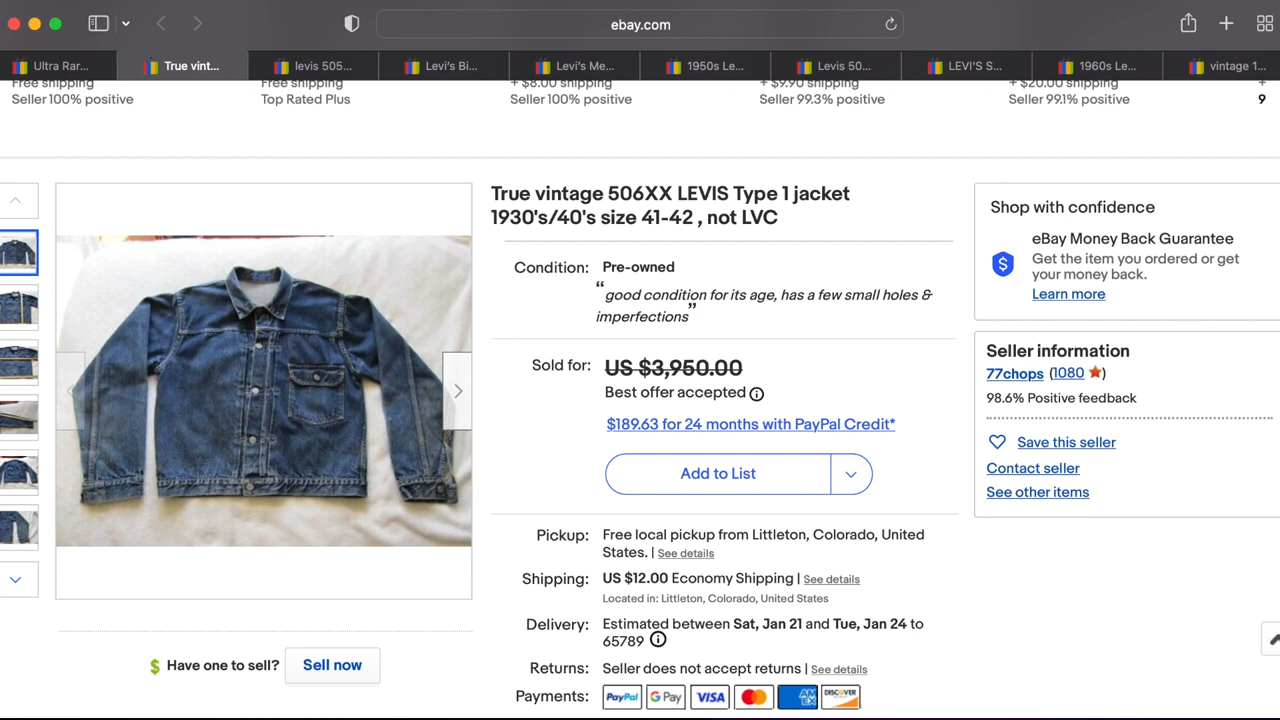 ebay.com
Ultra Rar... True vint... levis 505... Levi's Bi... Levi's Me... 1950s Le... Levis 50... LEVI'S S... 1960s Le... vintage 1...
Free shipping Free shipping + $8.00 shipping + $9.90 shipping + $20.00 shipping +
Seller 100% positive Top Rated Plus Seller 100% positive Seller 99.3% positive Seller 99.1% positive 9
True vintage 506XX LEVIS Type 1 jacket
1930's/40's size 41-42 , not LVC
Condition: Pre-owned
“good condition for its age, has a few small holes &
imperfections”
Sold for: US $3,950.00
Best offer accepted
$189.63 for 24 months with PayPal Credit*
Add to List
Pickup: Free local pickup from Littleton, Colorado, United
States. | See details
Shipping: US $12.00 Economy Shipping | See details
Located in: Littleton, Colorado, United States
Delivery: Estimated between Sat, Jan 21 and Tue, Jan 24 to
65789
Returns: Seller does not accept returns | See details
Payments: PayPal G Pay VISA AM EX DISCOVER
Have one to sell? Sell now
Shop with confidence
eBay Money Back Guarantee
Get the item you ordered or get
your money back.
Learn more
Seller information
77chops (1080)
98.6% Positive feedback
Save this seller
Contact seller
See other items